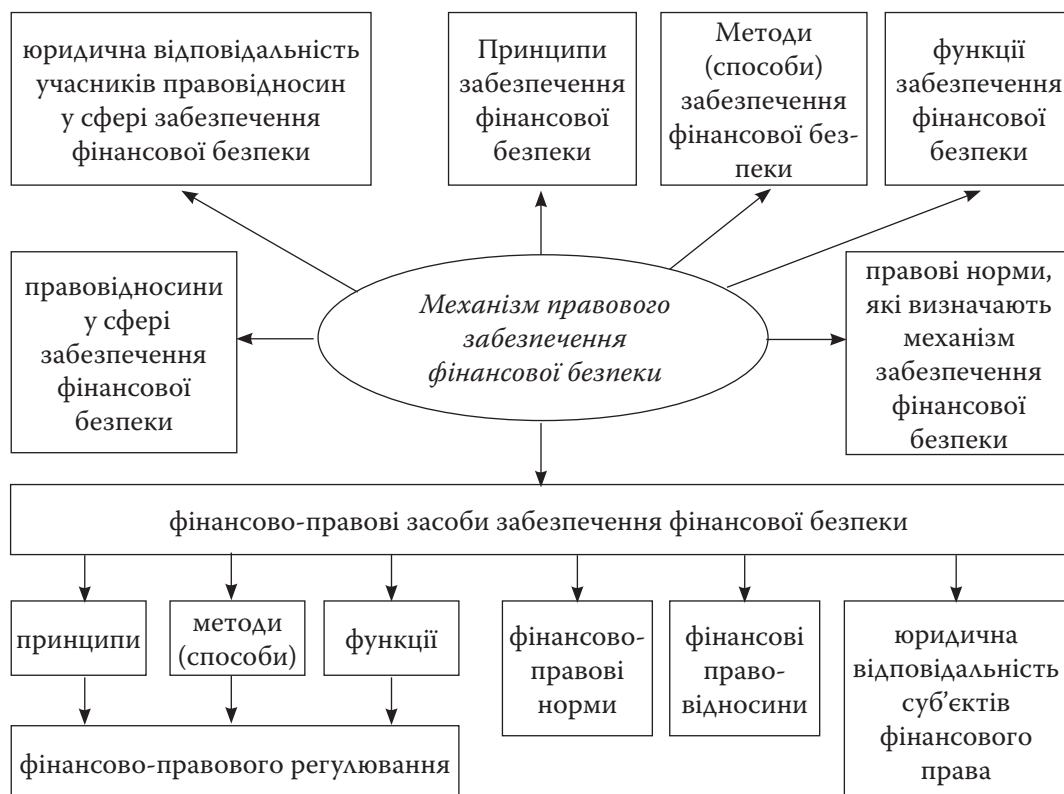 юридична відповідальність
учасників правовідносин
у сфері забезпечення
фінансової безпеки
Принципи
забезпечення
фінансової
безпеки
Методи
(способи)
забезпечення
фінансової без-
пеки
функції
забезпечення
фінансової
безпеки
правовідносини
у сфері
забезпечення
фінансової
безпеки
Механізм правового
забезпечення
фінансової безпеки
правові норми,
які визначають
механізм
забезпечення
фінансової
безпеки
фінансово-правові засоби забезпечення фінансової безпеки
принципи
методи
(способи)
функції
фінансово-
правові
норми
фінансові
право-
відносини
юридична
відповідальність
суб’єктів
фінансового
права
фінансово-правового регулювання